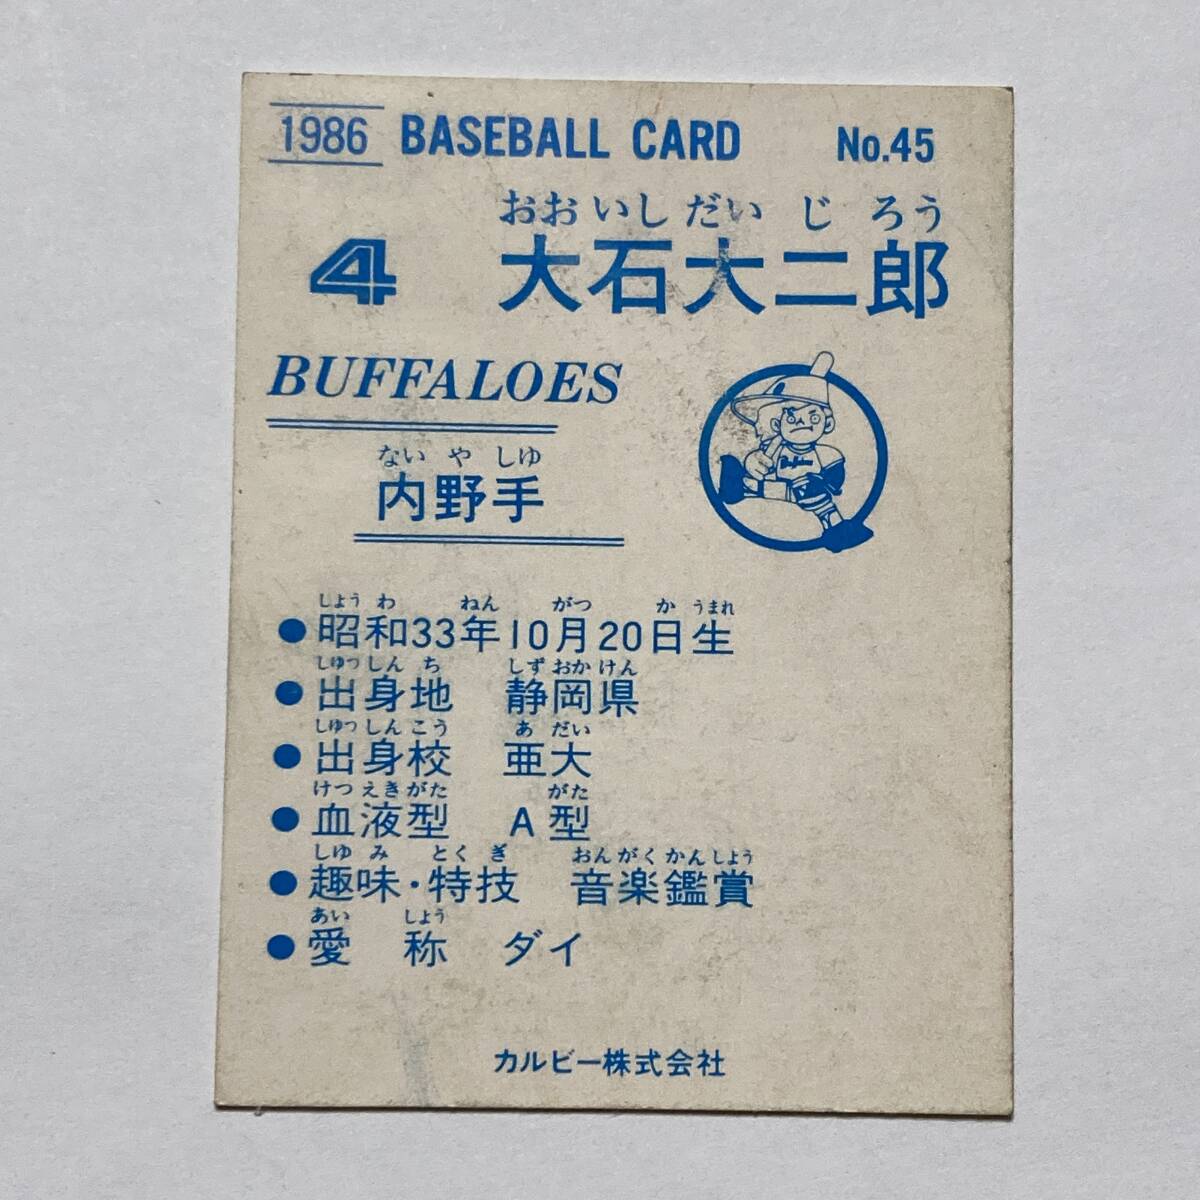 1986 BASEBALL CARD No.45
おおいしだいじろう
4 大石大二郎
BUFFALOES
ないやしゆ
内野手
しょうわ ねん がつ か うまれ
●昭和33年10月20日生
しゅっしんち しずおかけん
●出身地 静岡県
しゅっしんこう あだい
●出身校 亜大
けつえきがた がた
●血液型 A型
しゆみ とくぎ おんがくかんしよう
●趣味・特技 音楽鑑賞
あいしょう
●愛称 ダイ
カルビー株式会社